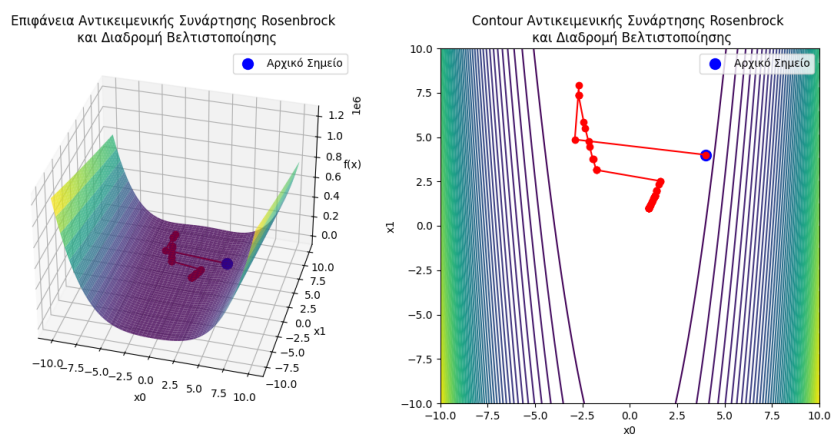 Επιφάνεια Αντικειμενικής Συνάρτησης Rosenbrock
και Διαδρομή Βελτιστοποίησης
Αρχικό Σημείο
1e6
1.2
1.0
0.8
f(x)
0.6
0.4
0.2
0.0
10.0
7.5
5.0
2.5
0.0
x1
−2.5
−5.0
−7.5
−10.0
−10.0 −7.5 −5.0 −2.5 0.0 2.5 5.0 7.5 10.0
x0
Contour Αντικειμενικής Συνάρτησης Rosenbrock
και Διαδρομή Βελτιστοποίησης
Αρχικό Σημείο
10.0
7.5
5.0
2.5
x1
0.0
−2.5
−5.0
−7.5
−10.0
−10.0 −7.5 −5.0 −2.5 0.0 2.5 5.0 7.5 10.0
x0